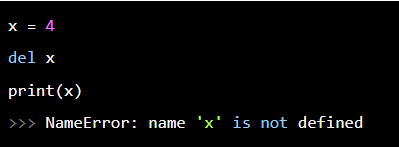 x = 4
del x
print(x)
>>> NameError: name 'x' is not defined